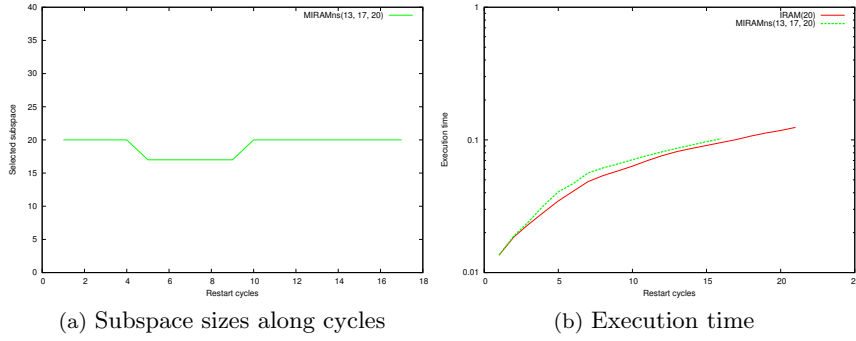 MIRAMns(13, 17, 20)
40
35
30
25
20
15
10
5
0
Selected subspace
0 2 4 6 8 10 12 14 16 18
Restart cycles
(a) Subspace sizes along cycles
IRAM(20)
MIRAMns(13, 17, 20)
1
0.1
0.01
Execution time
0 5 10 15 20 25
Restart cycles
(b) Execution time